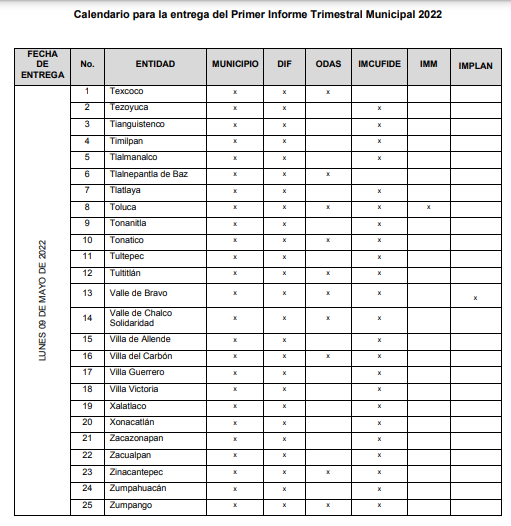 Calendario para la entrega del Primer Informe Trimestral Municipal 2022
FECHA DE ENTREGA No. ENTIDAD MUNICIPIO DIF ODAS IMCUFIDE IMM IMPLAN
LUNES 09 DE MAYO DE 2022
1 Texcoco x x x
2 Tezoyuca x x x
3 Tianguistenco x x x
4 Timilpan x x x
5 Tlalmanalco x x x
6 Tlalnepantla de Baz x x x
7 Tlatlaya x x x
8 Toluca x x x x x
9 Tonanitla x x x
10 Tonatico x x x x
11 Tultepec x x x
12 Tultitlán x x x x
13 Valle de Bravo x x x x x
14 Valle de Chalco Solidaridad x x x x
15 Villa de Allende x x x
16 Villa del Carbón x x x x
17 Villa Guerrero x x x
18 Villa Victoria x x x
19 Xalatlaco x x x
20 Xonacatlán x x x
21 Zacazonapan x x x
22 Zacualpan x x x
23 Zinacantepec x x x x
24 Zumpahuacán x x x
25 Zumpango x x x x